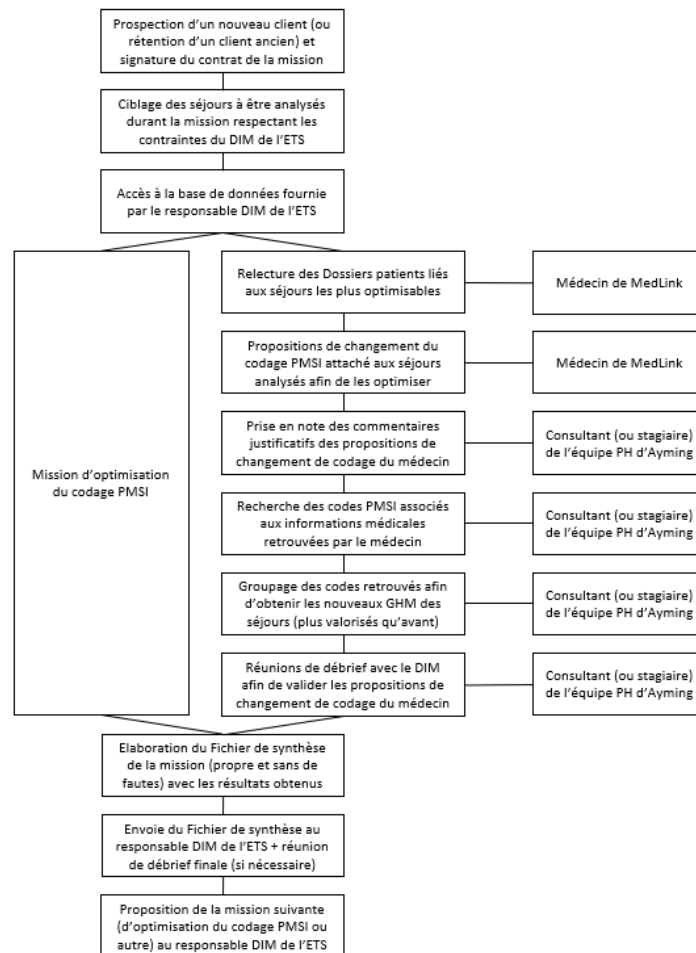 Prospection d'un nouveau client (ou
rétention d'un client ancien) et
signature du contrat de la mission
Ciblage des séjours à être analysés
durant la mission respectant les
contraintes du DIM de l'ETS
Accès à la base de données fournie
par le responsable DIM de l'ETS
Mission d'optimisation
du codage PMSI
Relecture des Dossiers patients liés
aux séjours les plus optimisables
Médecin de MedLink
Propositions de changement du
codage PMSI attaché aux séjours
analysés afin de les optimiser
Médecin de MedLink
Prise en note des commentaires
justificatifs des propositions de
changement de codage du médecin
Consultant (ou stagiaire)
de l'équipe PH d'Ayming
Recherche des codes PMSI associés
aux informations médicales
retrouvées par le médecin
Consultant (ou stagiaire)
de l'équipe PH d'Ayming
Groupage des codes retrouvés afin
d'obtenir les nouveaux GHM des
séjours (plus valorisés qu'avant)
Consultant (ou stagiaire)
de l'équipe PH d'Ayming
Réunions de débrief avec le DIM
afin de valider les propositions de
changement de codage du médecin
Consultant (ou stagiaire)
de l'équipe PH d'Ayming
Elaboration du Fichier de synthèse
de la mission (propre et sans de
fautes) avec les résultats obtenus
Envoie du Fichier de synthèse au
responsable DIM de l'ETS + réunion
de débrief finale (si nécessaire)
Proposition de la mission suivante
(d'optimisation du codage PMSI ou
autre) au responsable DIM de l'ETS